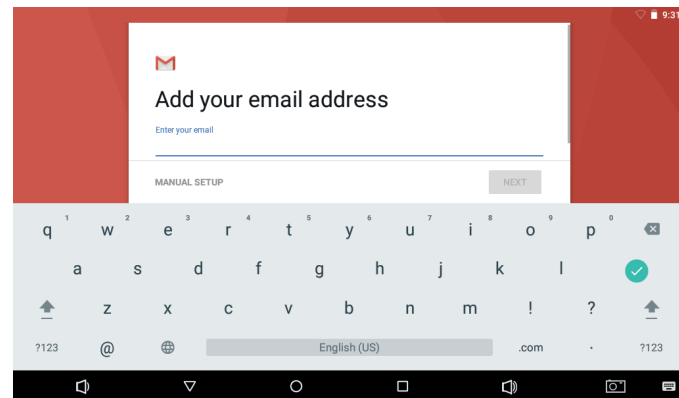 9:31
Add your email address
Enter your email
MANUAL SETUP
NEXT
q 1 w 2 e 3 r 4 t 5 y 6 u 7 i 8 o 9 p 0
a s d f g h j k l
z x c v b n m ! ?
?123 @ English (US) .com . ?123